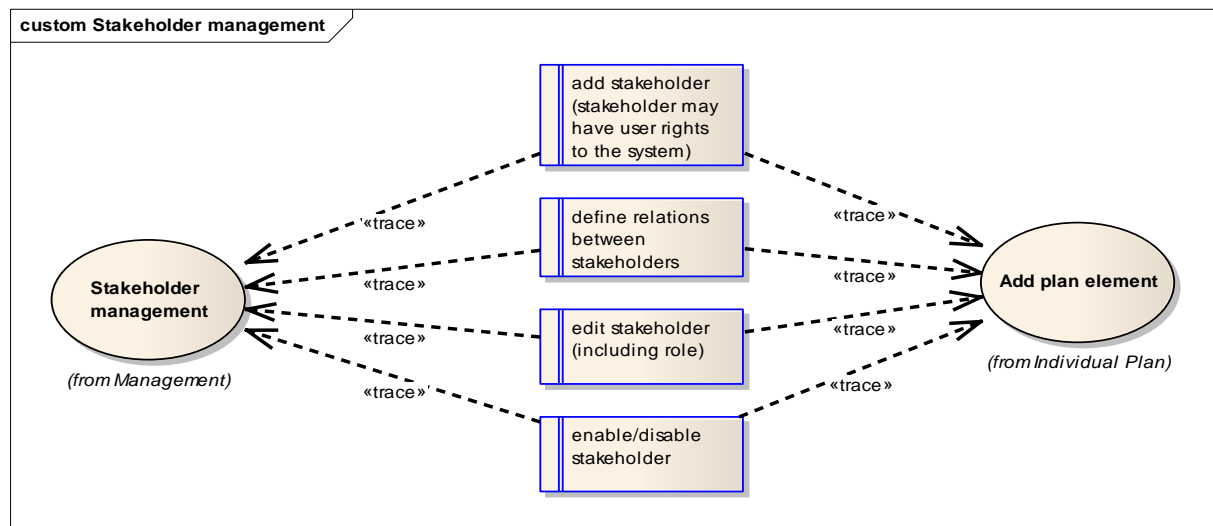 custom Stakeholder management
add stakeholder
(stakeholder may
have user rights
to the system)
«trace»
«trace»
define relations
between
stakeholders
«trace»
«trace»
Stakeholder
management
(from Management)
Add plan element
(from Individual Plan)
edit stakeholder
(including role)
«trace»
«trace»
enable/disable
stakeholder
«trace»
«trace»